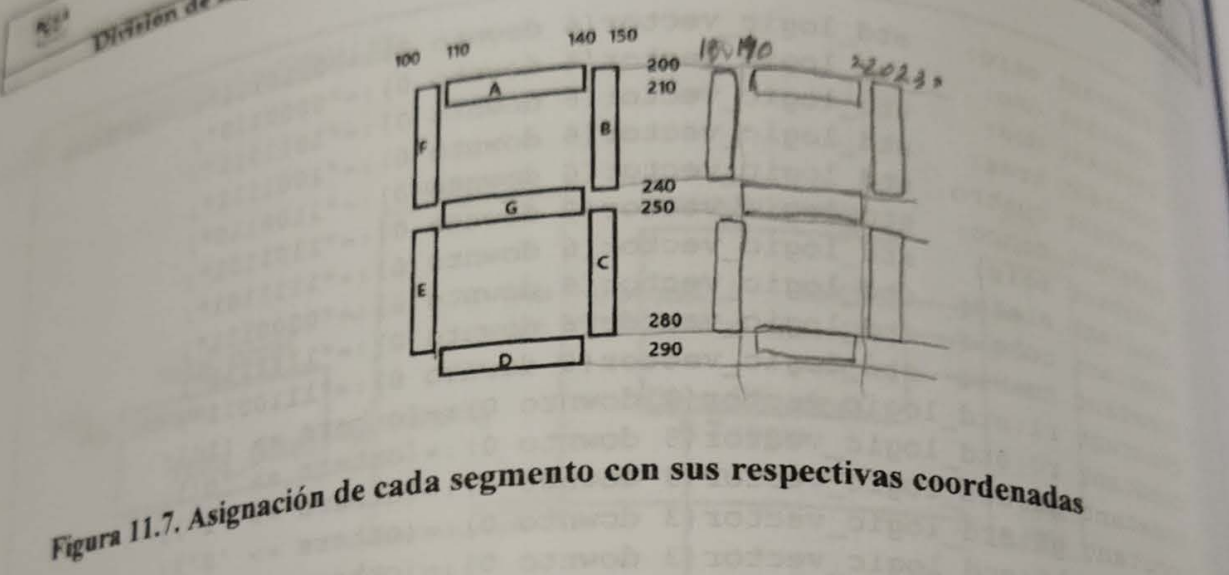 División de
100 110 140 150
180 190
220 230
200
210
A
B
F
240
250
G
C
E
280
290
D
Figura 11.7. Asignación de cada segmento con sus respectivas coordenadas